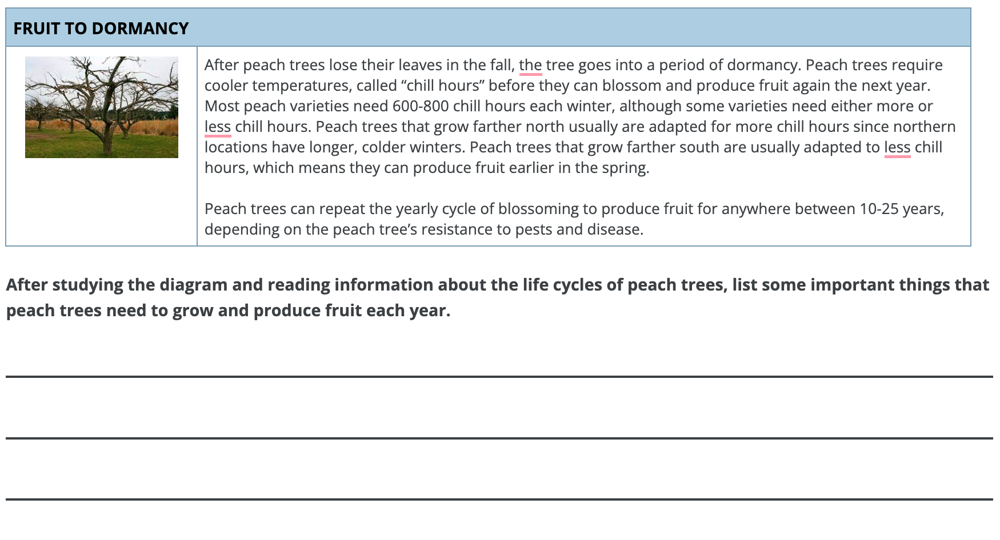 FRUIT TO DORMANCY
After peach trees lose their leaves in the fall, the tree goes into a period of dormancy. Peach trees require
cooler temperatures, called “chill hours” before they can blossom and produce fruit again the next year.
Most peach varieties need 600-800 chill hours each winter, although some varieties need either more or
less chill hours. Peach trees that grow farther north usually are adapted for more chill hours since northern
locations have longer, colder winters. Peach trees that grow farther south are usually adapted to less chill
hours, which means they can produce fruit earlier in the spring.
Peach trees can repeat the yearly cycle of blossoming to produce fruit for anywhere between 10-25 years,
depending on the peach tree’s resistance to pests and disease.
After studying the diagram and reading information about the life cycles of peach trees, list some important things that
peach trees need to grow and produce fruit each year.